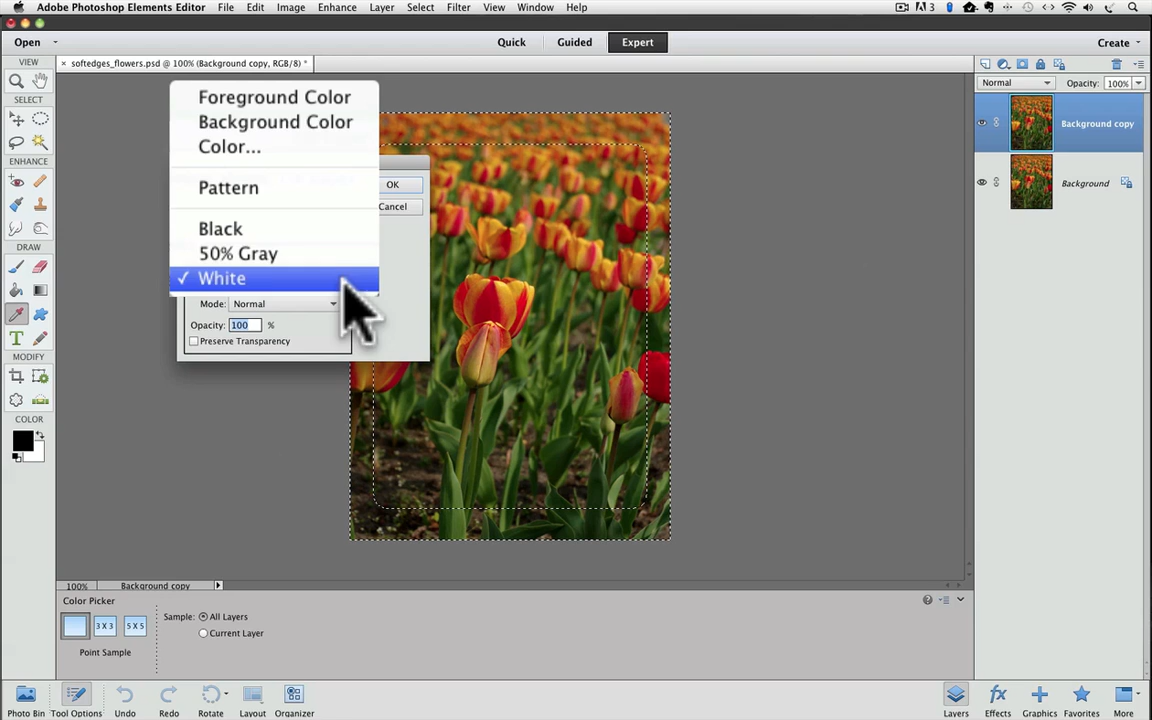 Adobe Photoshop Elements Editor File Edit Image Enhance Layer Select Filter View Window Help 3
Open Quick Guided Expert Create
VIEW
softedges_flowers.psd @ 100% (Background copy, RGB/8) *
Normal Opacity: 100%
SELECT
ENHANCE
DRAW
MODIFY
COLOR
Foreground Color
Background Color
Color...
Pattern
Black
50% Gray
✓ White
OK
Cancel
Mode: Normal
Opacity: 100 %
Preserve Transparency
Background copy
Background
100% Background copy
Color Picker
3 X 3 5 X 5
Point Sample
Sample: All Layers
Current Layer
Photo Bin Tool Options Undo Redo Rotate Layout Organizer Layers Effects Graphics Favorites More